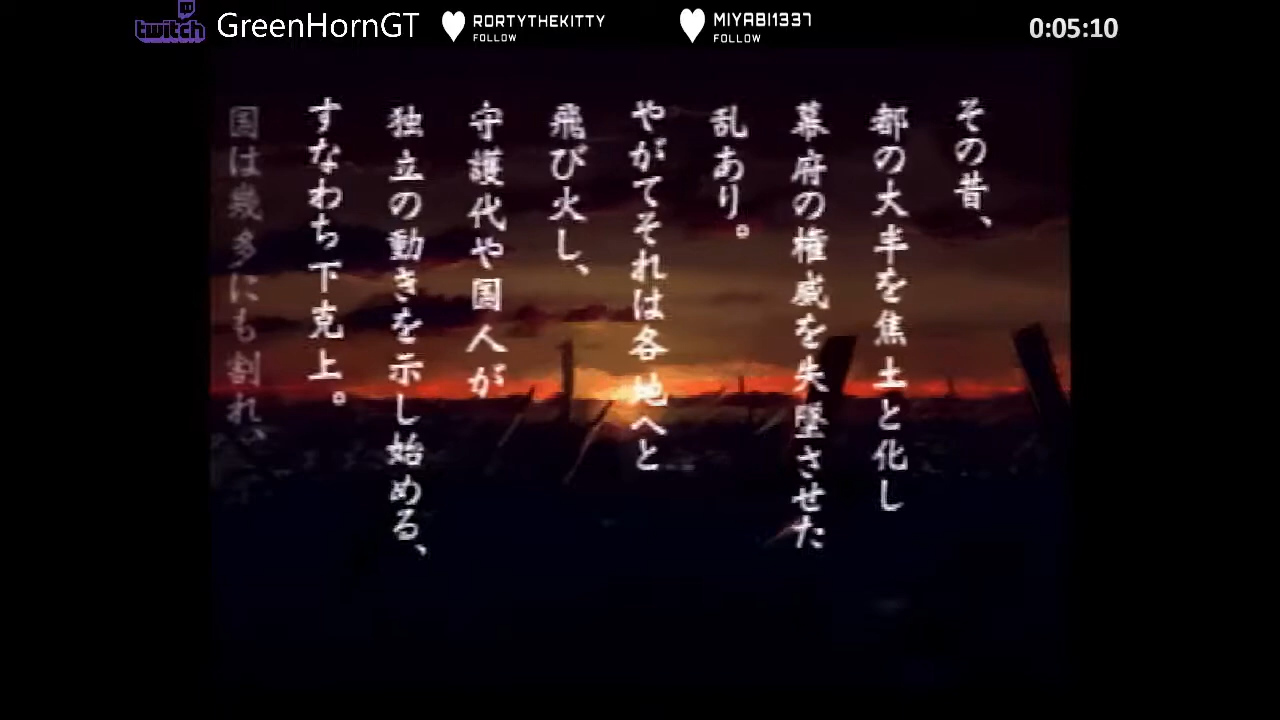 twitch
GreenHornGT
RORTYTHEKITTY
FOLLOW
MIYABI1337
FOLLOW
0:05:10
その昔、
都の大半を焦土と化し
幕府の権威を失墜させた
乱あり。
やがてそれは各地へと
飛び火し、
守護代や国人が
独立の動きを示し始める、
すなわち下克上。
国は幾多にも割れ、